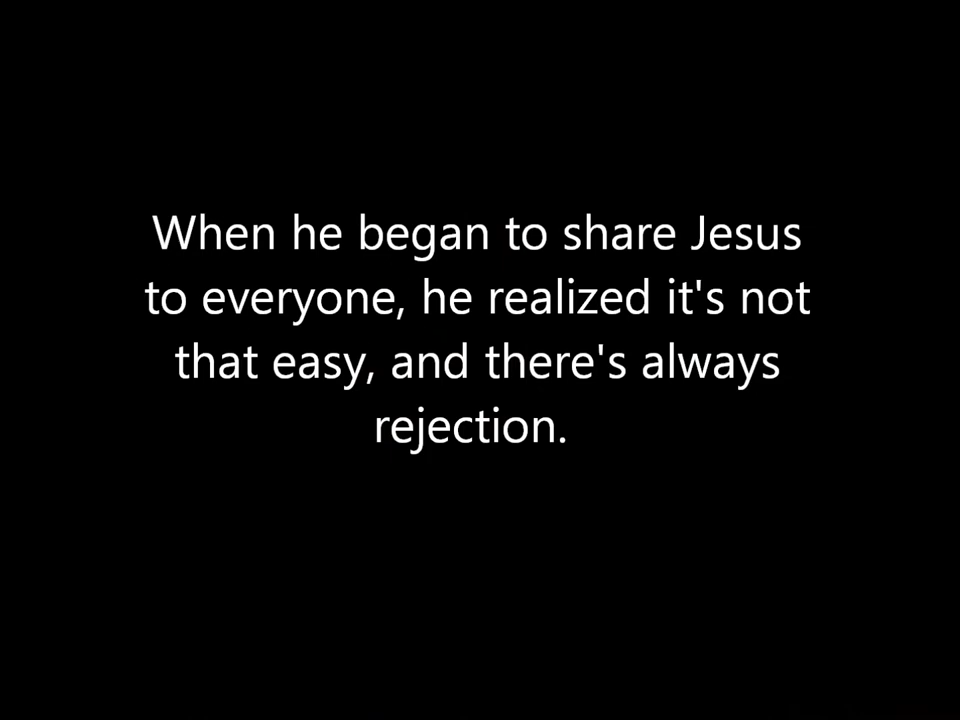 When he began to share Jesus
to everyone, he realized it's not
that easy, and there's always
rejection.